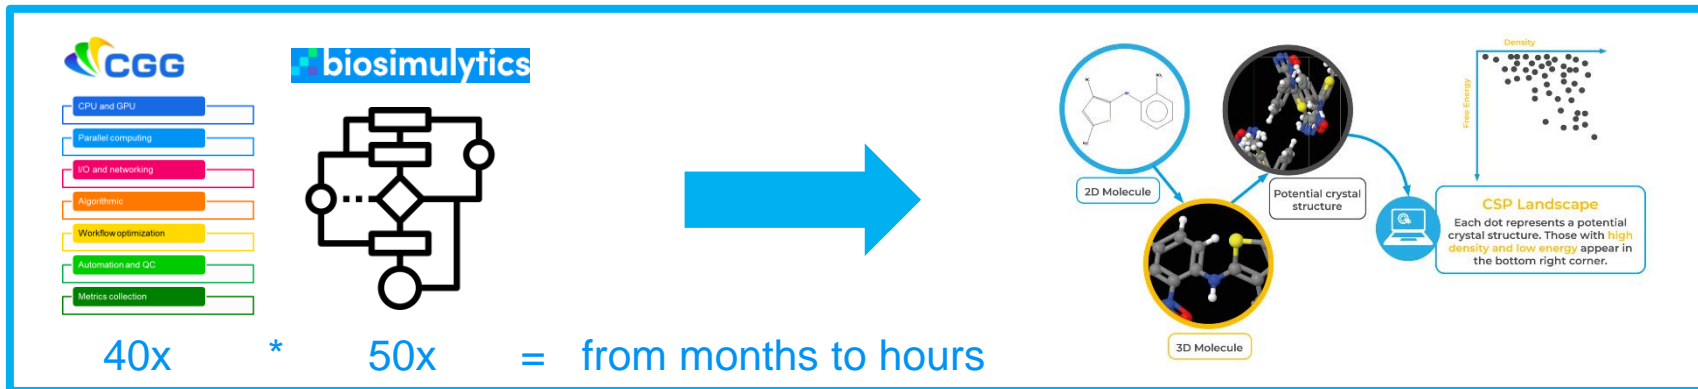 CGG
CPU and GPU
Parallel computing
I/O and networking
Algorithmic
Workflow optimization
Automation and QC
Metrics collection
biosimulytics
40x * 50x = from months to hours
2D Molecule
3D Molecule
Potential crystal
structure
Density
Free Energy
CSP Landscape
Each dot represents a potential
crystal structure. Those with high
density and low energy appear in
the bottom right corner.